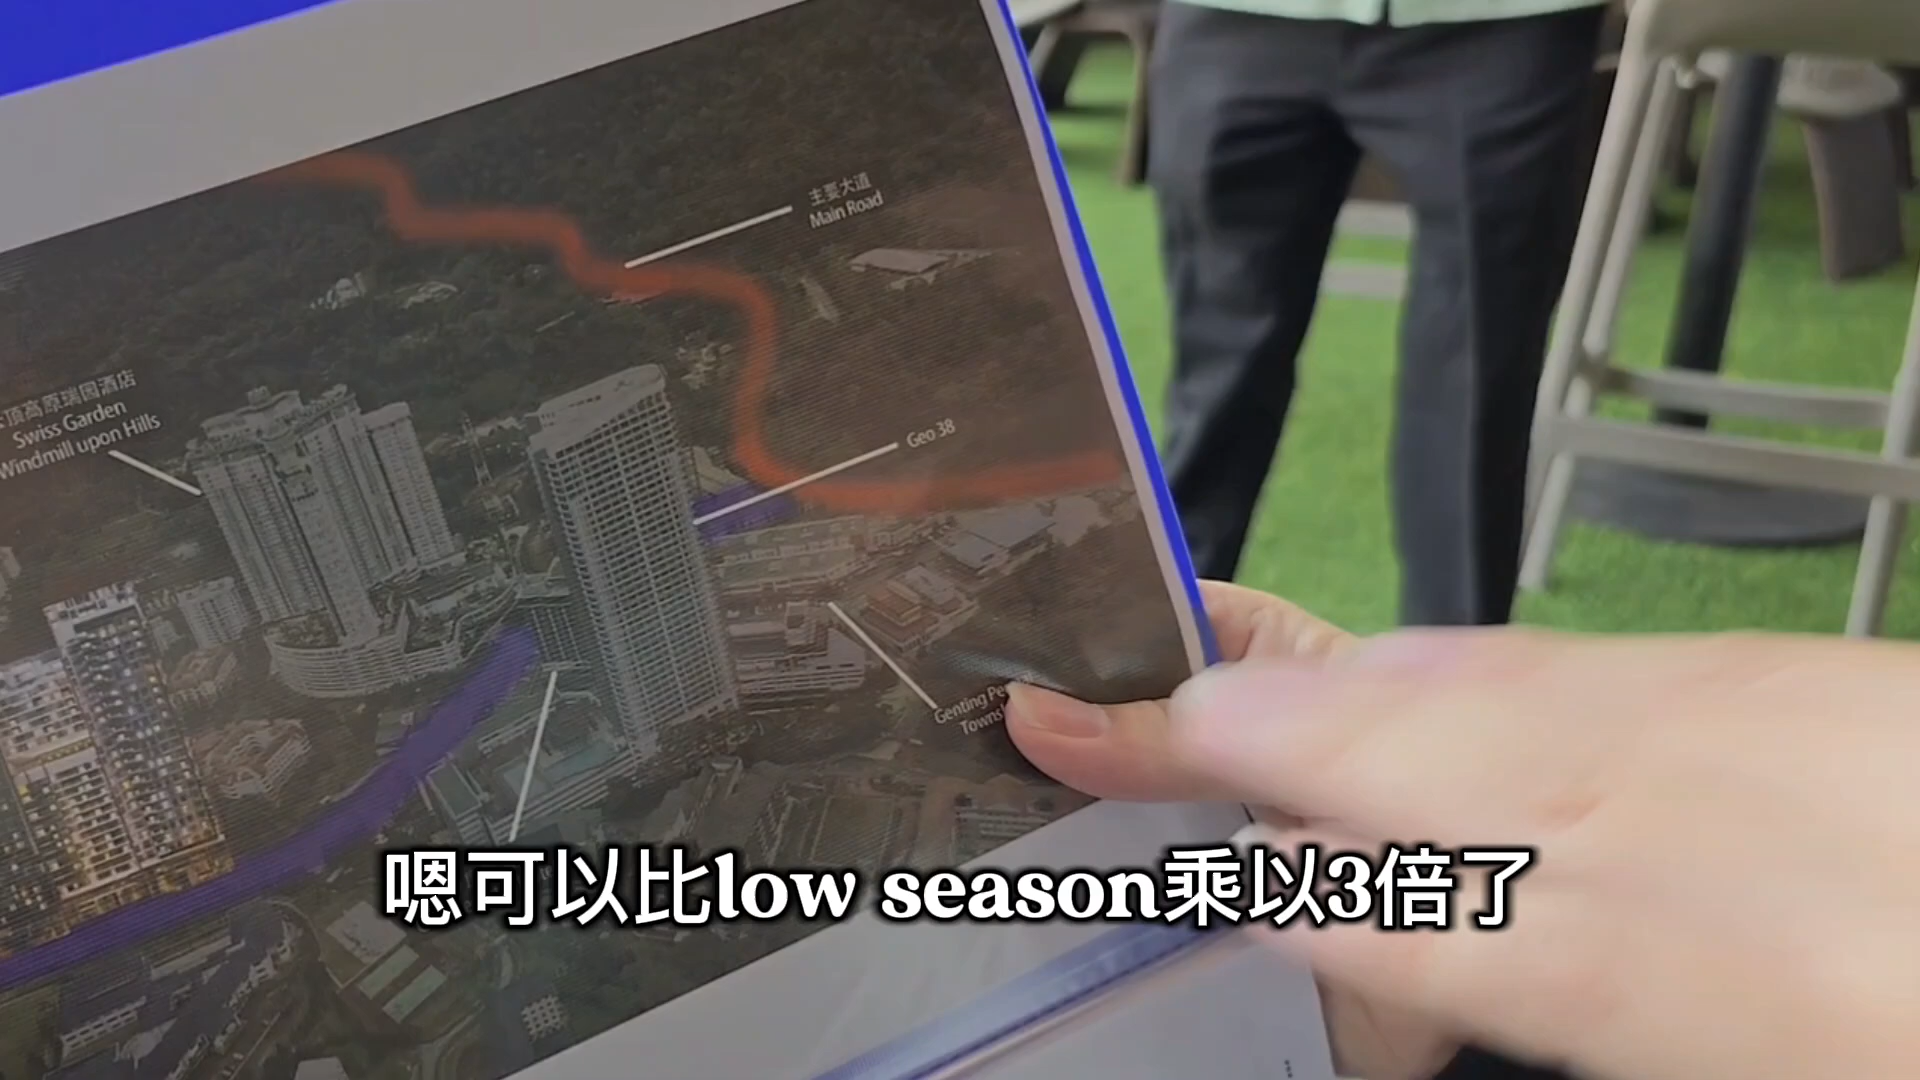 主要大道
Main Road
顶高原瑞园酒店
Swiss Garden
Windmill upon Hills
Geo 38
Genting
嗯可以比low season乘以3倍了